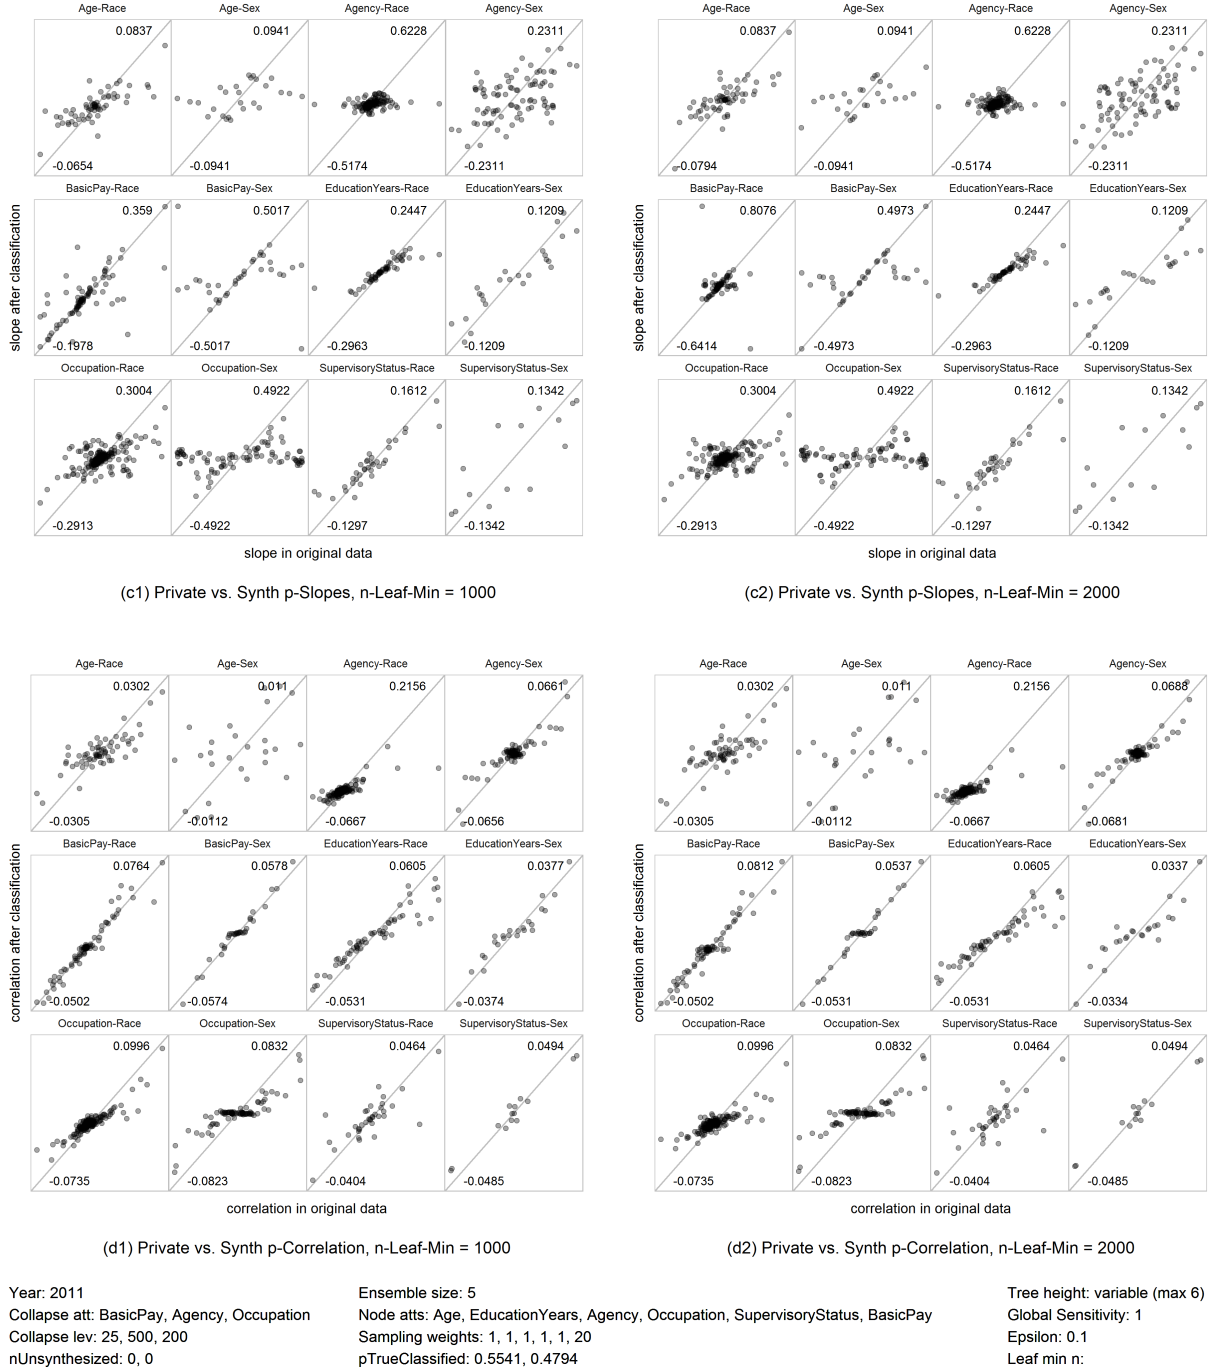 Age-Race Age-Sex Agency-Race Agency-Sex
0.0837 0.0941 0.6228 0.2311
-0.0654 -0.0941 -0.5174 -0.2311
BasicPay-Race BasicPay-Sex EducationYears-Race EducationYears-Sex
0.359 0.5017 0.2447 0.1209
-0.1978 -0.5017 -0.2963 -0.1209
Occupation-Race Occupation-Sex SupervisoryStatus-Race SupervisoryStatus-Sex
0.3004 0.4922 0.1612 0.1342
-0.2913 -0.4922 -0.1297 -0.1342
slope after classification
slope in original data
(c1) Private vs. Synth p-Slopes, n-Leaf-Min = 1000
Age-Race Age-Sex Agency-Race Agency-Sex
0.0837 0.0941 0.6228 0.2311
-0.0794 -0.0941 -0.5174 -0.2311
BasicPay-Race BasicPay-Sex EducationYears-Race EducationYears-Sex
0.8076 0.4973 0.2447 0.1209
-0.6414 -0.4973 -0.2963 -0.1209
Occupation-Race Occupation-Sex SupervisoryStatus-Race SupervisoryStatus-Sex
0.3004 0.4922 0.1612 0.1342
-0.2913 -0.4922 -0.1297 -0.1342
slope after classification
slope in original data
(c2) Private vs. Synth p-Slopes, n-Leaf-Min = 2000
Age-Race Age-Sex Agency-Race Agency-Sex
0.0302 0.011 0.2156 0.0661
-0.0305 -0.0112 -0.0667 -0.0656
BasicPay-Race BasicPay-Sex EducationYears-Race EducationYears-Sex
0.0764 0.0578 0.0605 0.0377
-0.0502 -0.0574 -0.0531 -0.0374
Occupation-Race Occupation-Sex SupervisoryStatus-Race SupervisoryStatus-Sex
0.0996 0.0832 0.0464 0.0494
-0.0735 -0.0823 -0.0404 -0.0485
correlation after classification
correlation in original data
(d1) Private vs. Synth p-Correlation, n-Leaf-Min = 1000
Age-Race Age-Sex Agency-Race Agency-Sex
0.0302 0.011 0.2156 0.0688
-0.0305 -0.0112 -0.0667 -0.0681
BasicPay-Race BasicPay-Sex EducationYears-Race EducationYears-Sex
0.0812 0.0537 0.0605 0.0337
-0.0502 -0.0531 -0.0531 -0.0334
Occupation-Race Occupation-Sex SupervisoryStatus-Race SupervisoryStatus-Sex
0.0996 0.0832 0.0464 0.0494
-0.0735 -0.0823 -0.0404 -0.0485
correlation after classification
correlation in original data
(d2) Private vs. Synth p-Correlation, n-Leaf-Min = 2000
Year: 2011
Collapse att: BasicPay, Agency, Occupation
Collapse lev: 25, 500, 200
nUnsynthesized: 0, 0
Ensemble size: 5
Node atts: Age, EducationYears, Agency, Occupation, SupervisoryStatus, BasicPay
Sampling weights: 1, 1, 1, 1, 1, 20
pTrueClassified: 0.5541, 0.4794
Tree height: variable (max 6)
Global Sensitivity: 1
Epsilon: 0.1
Leaf min n: